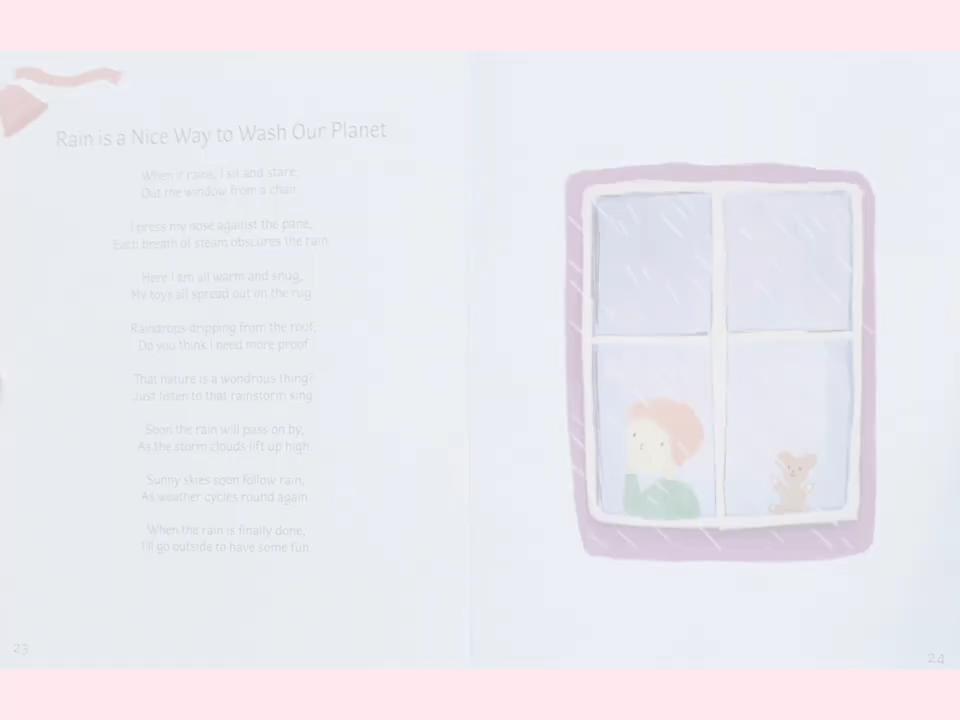 Rain is a Nice Way to Wash Our Planet
When it rains, I sit and stare,
Out the window from a chair.
I press my nose against the pane,
Each breath of steam obscures the rain.
Here I am all warm and snug,
My toys all spread out on the rug.
Raindrops dripping from the roof,
Do you think I need more proof
That nature is a wondrous thing?
Just listen to that rainstorm sing.
Soon the rain will pass on by,
As the storm clouds lift up high.
Sunny skies soon follow rain,
As weather cycles round again.
When the rain is finally done,
I'll go outside to have some fun.
23
24